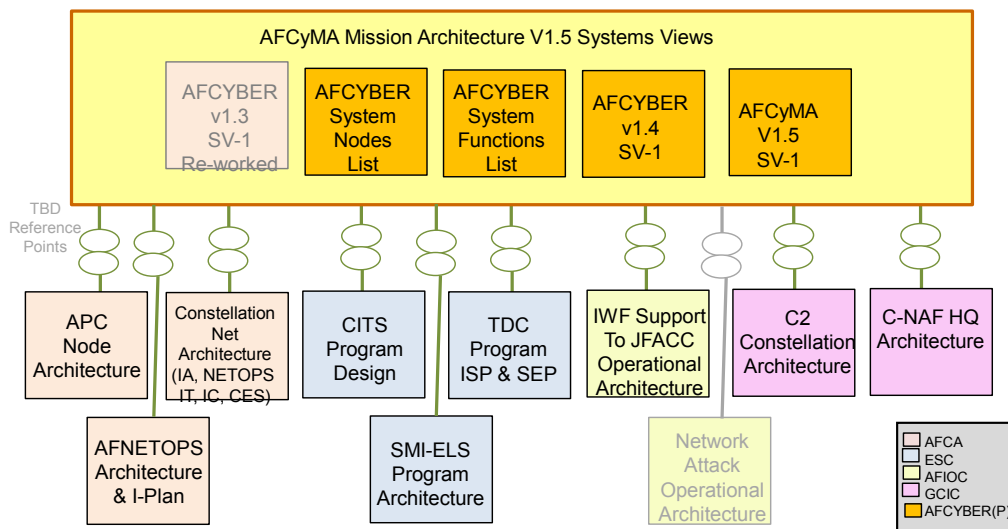 AFCyMA Mission Architecture V1.5 Systems Views
AFCYBER
v1.3
SV-1
Re-worked
AFCYBER
System
Nodes
List
AFCYBER
System
Functions
List
AFCYBER
v1.4
SV-1
AFCyMA
V1.5
SV-1
TBD
Reference
Points
APC
Node
Architecture
Constellation
Net
Architecture
(IA, NETOPS
IT, IC, CES)
CITS
Program
Design
TDC
Program
ISP & SEP
IWF Support
To JFACC
Operational
Architecture
C2
Constellation
Architecture
C-NAF HQ
Architecture
AFNETOPS
Architecture
& I-Plan
SMI-ELS
Program
Architecture
Network
Attack
Operational
Architecture
AFCA
ESC
AFIOC
GCIC
AFCYBER(P)